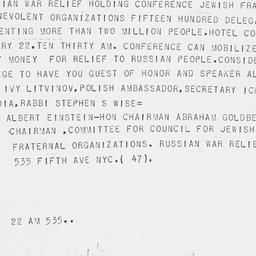 IAN WAR RELIEF HOLDING CONFERENCE JEWISH FRA
NEVOLENT ORGANIZATIONS FIFTEEN HUNDRED DELEGA
ENTING MORE THAN TWO MILLION PEOPLE. HOTEL CO
RY 22. TEN THIRTY AM. CONFERENCE CAN MOBILIZE
T MONEY FOR RELIEF TO RUSSIAN PEOPLE. CONSIDE
GE TO HAVE YOU GUEST OF HONOR AND SPEAKER AL
IVY LITVINOV, POLISH AMBASSADOR, SECRETARY ICK
DIA. RABBI STEPHEN S WISE=
ALBERT EINSTEIN-HON CHAIRMAN ABRAHAM GOLDBE
CHAIRMAN ,COMMITTEE FOR COUNCIL FOR JEWISH
FRATERNAL ORGANIZATIONS. RUSSIAN WAR RELIE
535 FIFTH AVE NYC.( 47),
22 AM 535..